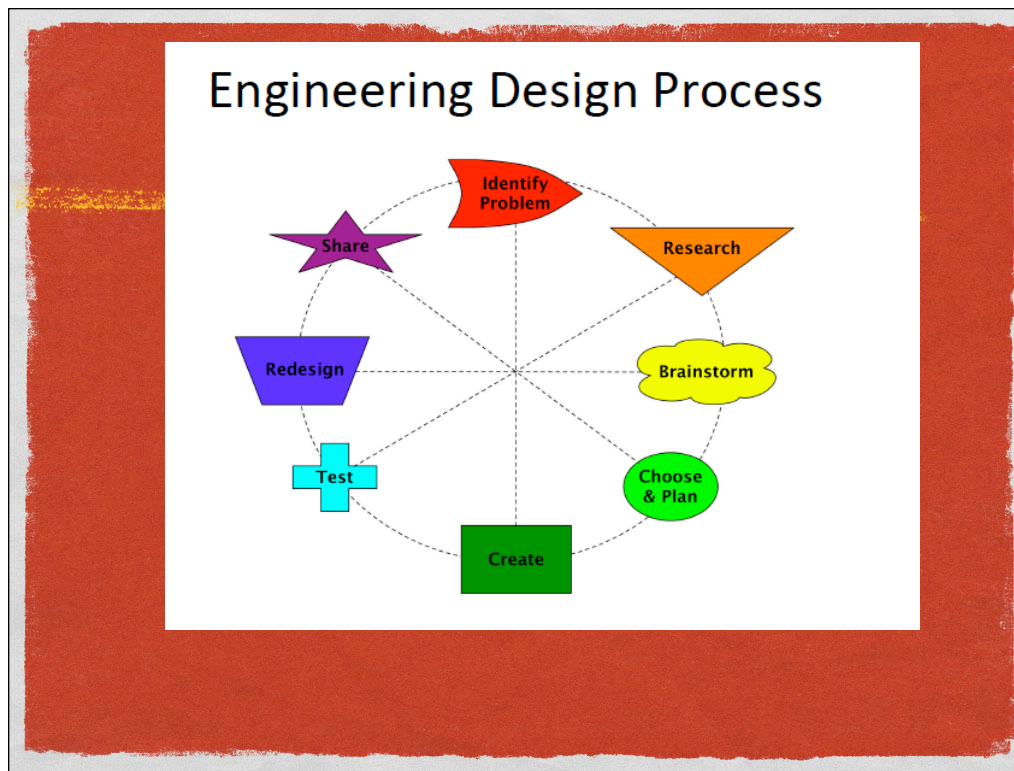 Engineering Design Process
Identify
Problem
Research
Brainstorm
Choose
& Plan
Create
Test
Redesign
Share